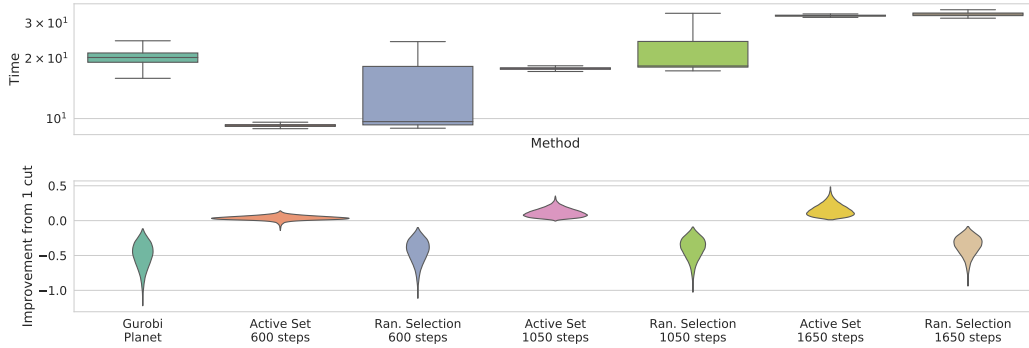 Time
3 × 10¹
2 × 10¹
10¹
Method
Improvement from 1 cut
0.5
0.0
−0.5
−1.0
Gurobi
Planet
Active Set
600 steps
Ran. Selection
600 steps
Active Set
1050 steps
Ran. Selection
1050 steps
Active Set
1650 steps
Ran. Selection
1650 steps